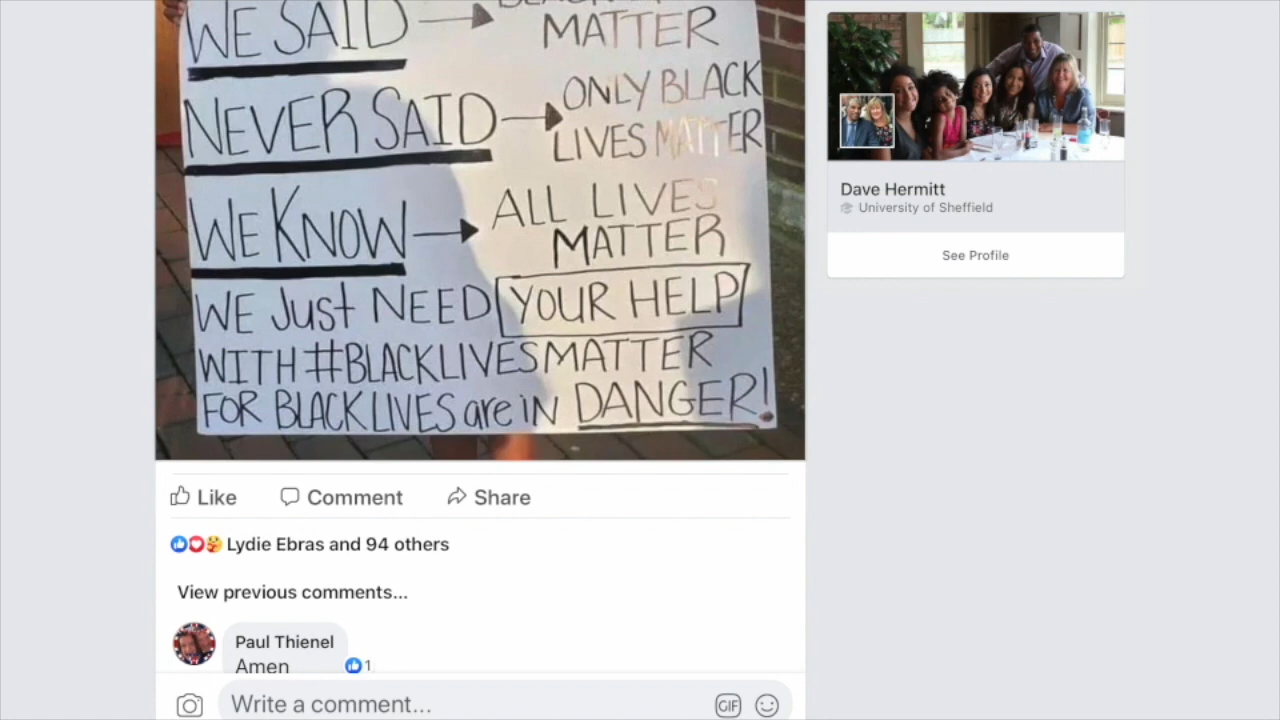 WE SAID
MATTER
NEVER SAID
ONLY BLACK
LIVES MATTER
WE KNOW
ALL LIVES
MATTER
WE Just NEED YOUR HELP
WITH #BLACKLIVESMATTER
FOR BLACK LIVES are iN DANGER!
Like
Comment
Share
Lydie Ebras and 94 others
View previous comments...
Paul Thienel
Amen
1
Write a comment...
GIF
Dave Hermitt
University of Sheffield
See Profile